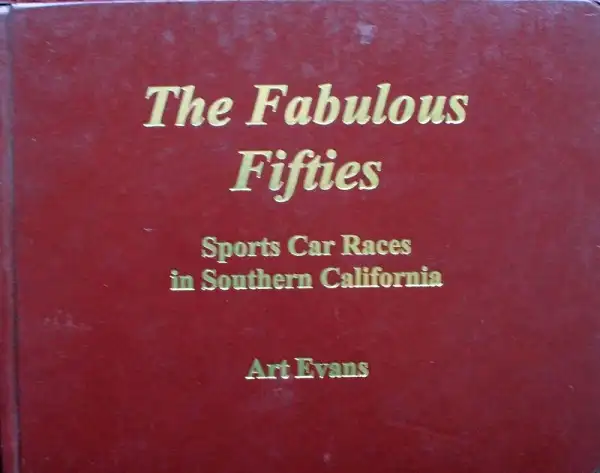 The Fabulous
Fifties
Sports Car Races
in Southern California
Art Evans